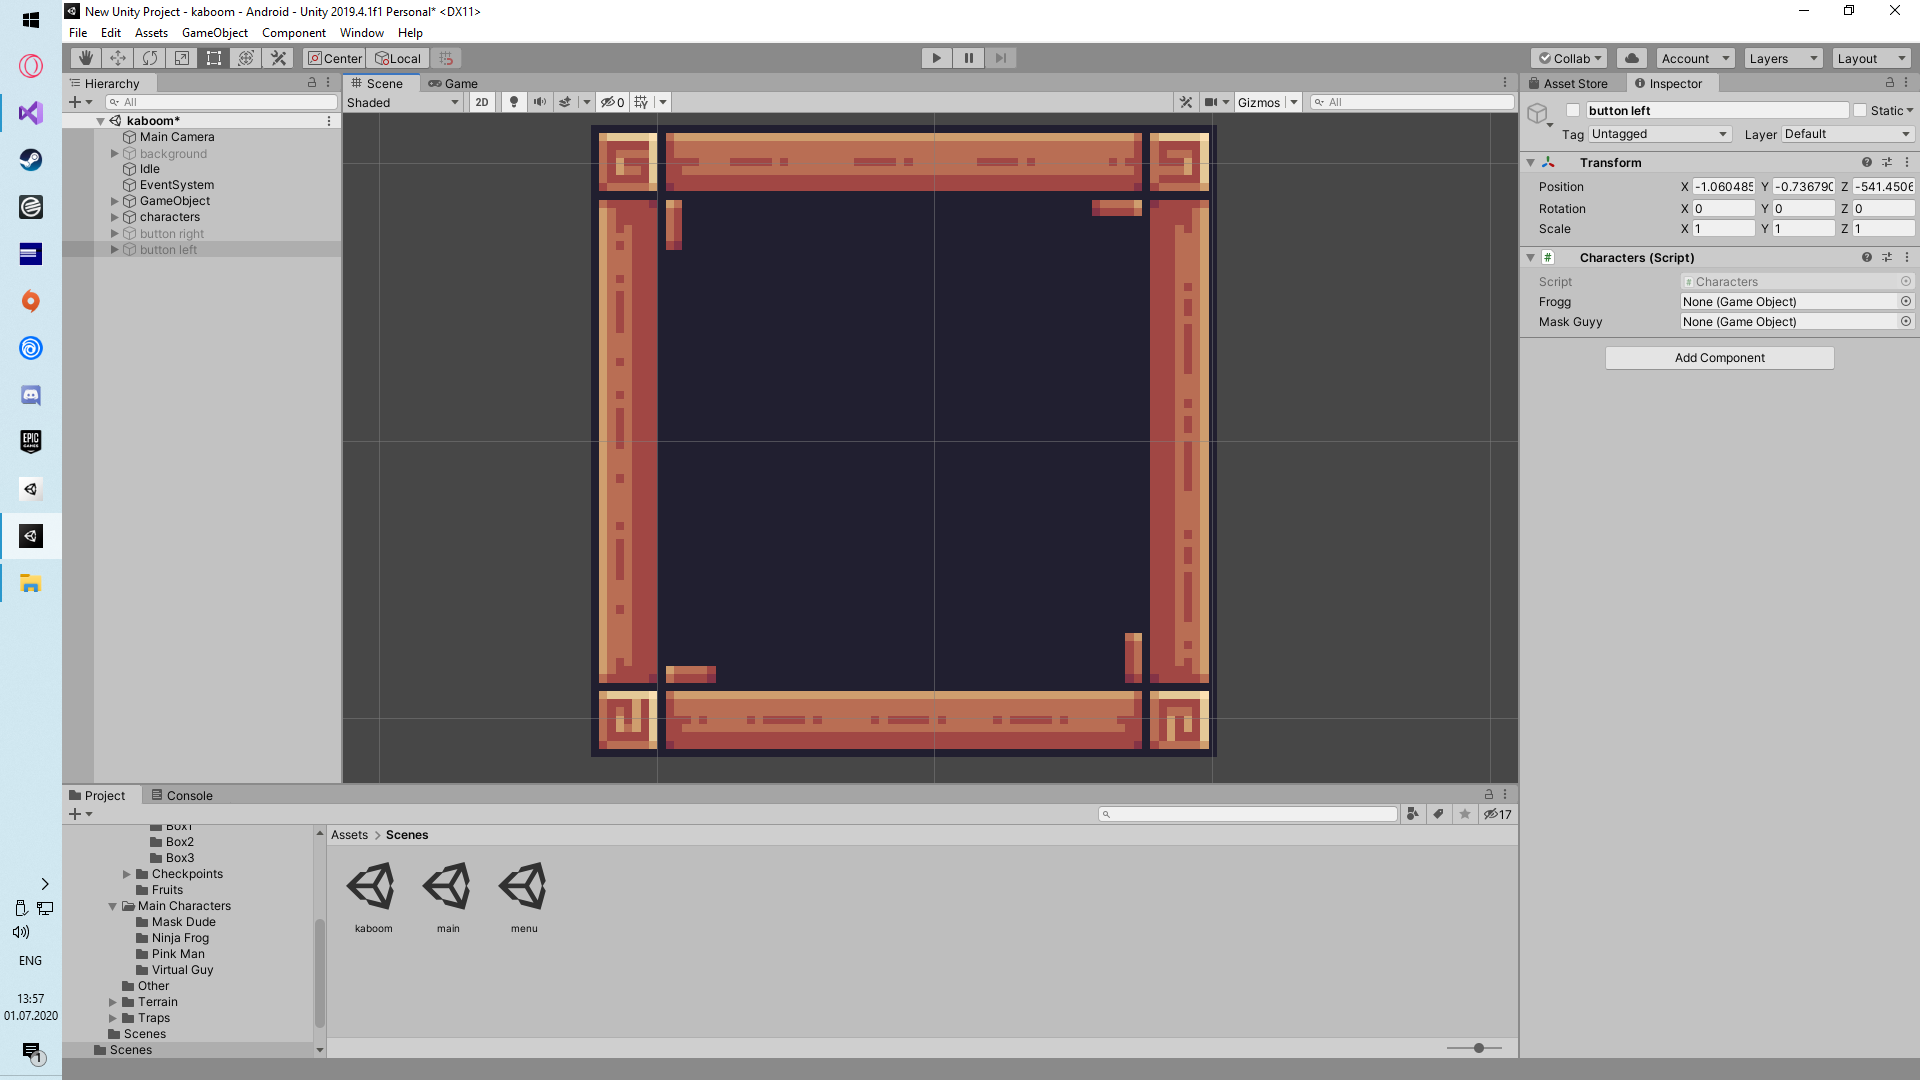 New Unity Project - kaboom - Android - Unity 2019.4.1f1 Personal* <DX11>
File Edit Assets GameObject Component Window Help
Center Local Collab Account Layers Layout
Hierarchy
All
kaboom*
Main Camera
background
Idle
EventSystem
GameObject
characters
button right
button left
Scene Game
Shaded 2D 0 Gizmos All
Asset Store Inspector
button left Static
Tag Untagged Layer Default
Transform
Position X -1.060485 Y -0.736790 Z -541.4506
Rotation X 0 Y 0 Z 0
Scale X 1 Y 1 Z 1
# Characters (Script)
Script # Characters
Frogg None (Game Object)
Mask Guyy None (Game Object)
Add Component
Project Console
17
Box1
Box2
Box3
Checkpoints
Fruits
Main Characters
Mask Dude
Ninja Frog
Pink Man
Virtual Guy
Other
Terrain
Traps
Scenes
Scenes
Assets > Scenes
kaboom main menu
EPIC GAMES
ENG
13:57
01.07.2020
1